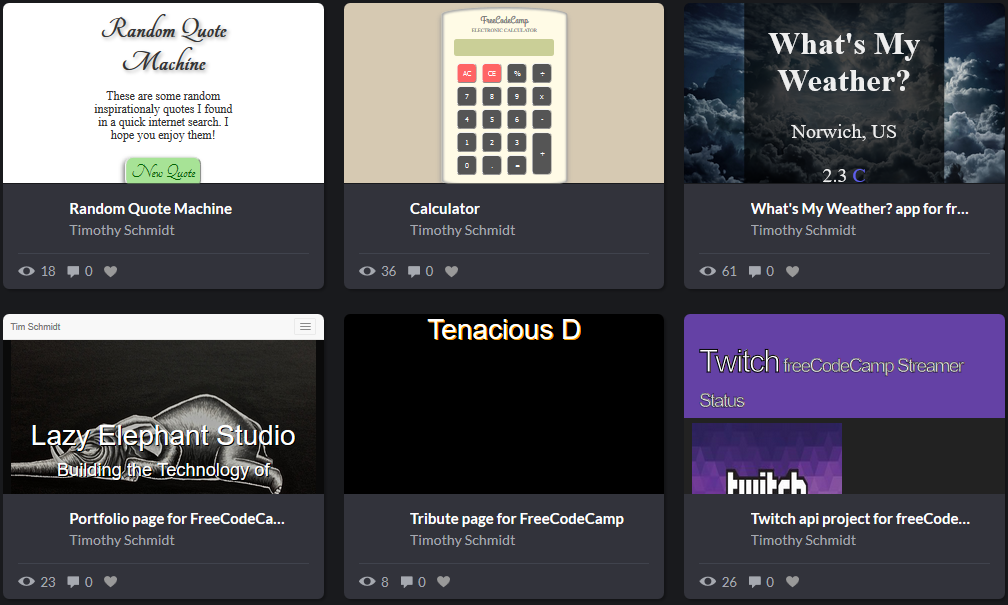 Random Quote
Machine
These are some random
inspirationaly quotes I found
in a quick internet search. I
hope you enjoy them!
New Quote
Random Quote Machine
Timothy Schmidt
18 0
FreeCodeCamp
ELECTRONIC CALCULATOR
AC CE % ÷
7 8 9 x
4 5 6 -
1 2 3
+
0 . =
Calculator
Timothy Schmidt
36 0
What's My
Weather?
Norwich, US
2.3 C
What's My Weather? app for fr...
Timothy Schmidt
61 0
Tim Schmidt
Lazy Elephant Studio
Building the Technology of
Portfolio page for FreeCodeCa...
Timothy Schmidt
23 0
Tenacious D
Tribute page for FreeCodeCamp
Timothy Schmidt
8 0
Twitch freeCodeCamp Streamer
Status
twitch
Twitch api project for freeCode...
Timothy Schmidt
26 0